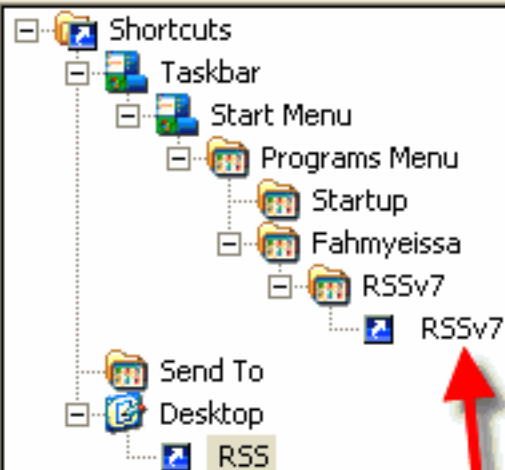 Shortcuts
Taskbar
Start Menu
Programs Menu
Startup
Fahmyeissa
RSSv7
RSSv7
Send To
Desktop
RSS